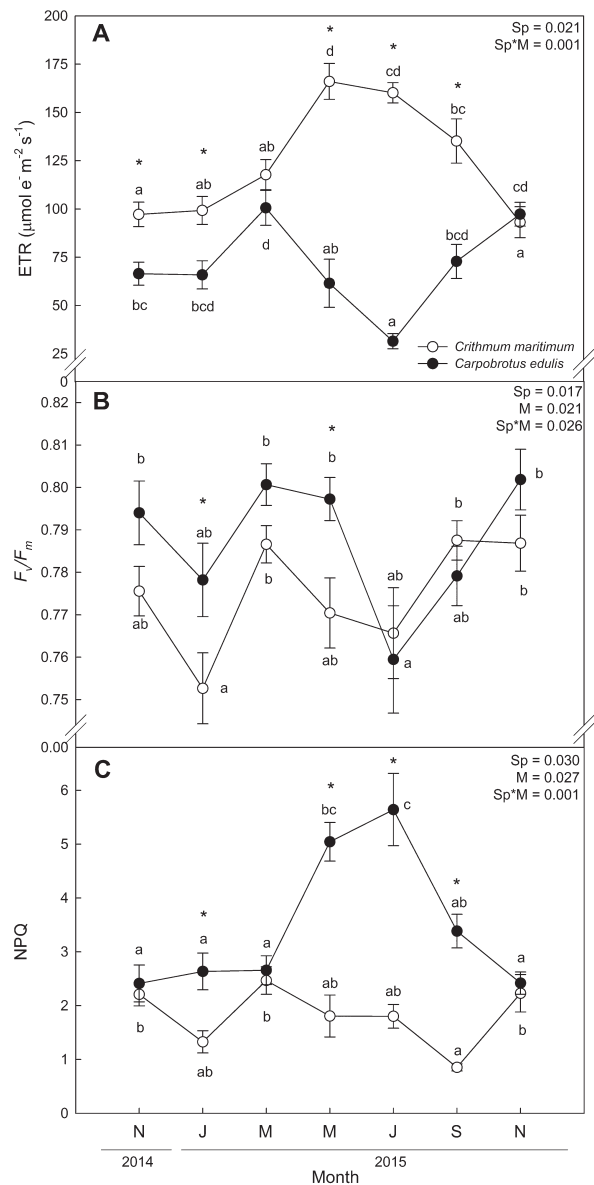 200
A
Sp = 0.021
Sp*M = 0.001
*
d
*
cd
*
bc
175
150
*
a
*
ab
ab
cd
125
100
ETR (μmol e⁻ m⁻² s⁻¹)
d
ab
bcd
a
75
bc
bcd
a
50
25
Crithmum maritimum
Carpobrotus edulis
0
B
Sp = 0.017
M = 0.021
Sp*M = 0.026
0.82
0.81
b
*
ab
b
*
b
b
b
0.80
0.79
Fv/Fm
0.78
ab
b
ab
ab
ab
b
0.77
0.76
a
a
0.75
0.00
C
Sp = 0.030
M = 0.027
Sp*M = 0.001
6
*
bc
*
c
5
4
*
ab
NPQ
3
a
*
a
a
ab
ab
a
2
b
ab
b
a
b
1
0
N J M M J S N
2014 2015
Month